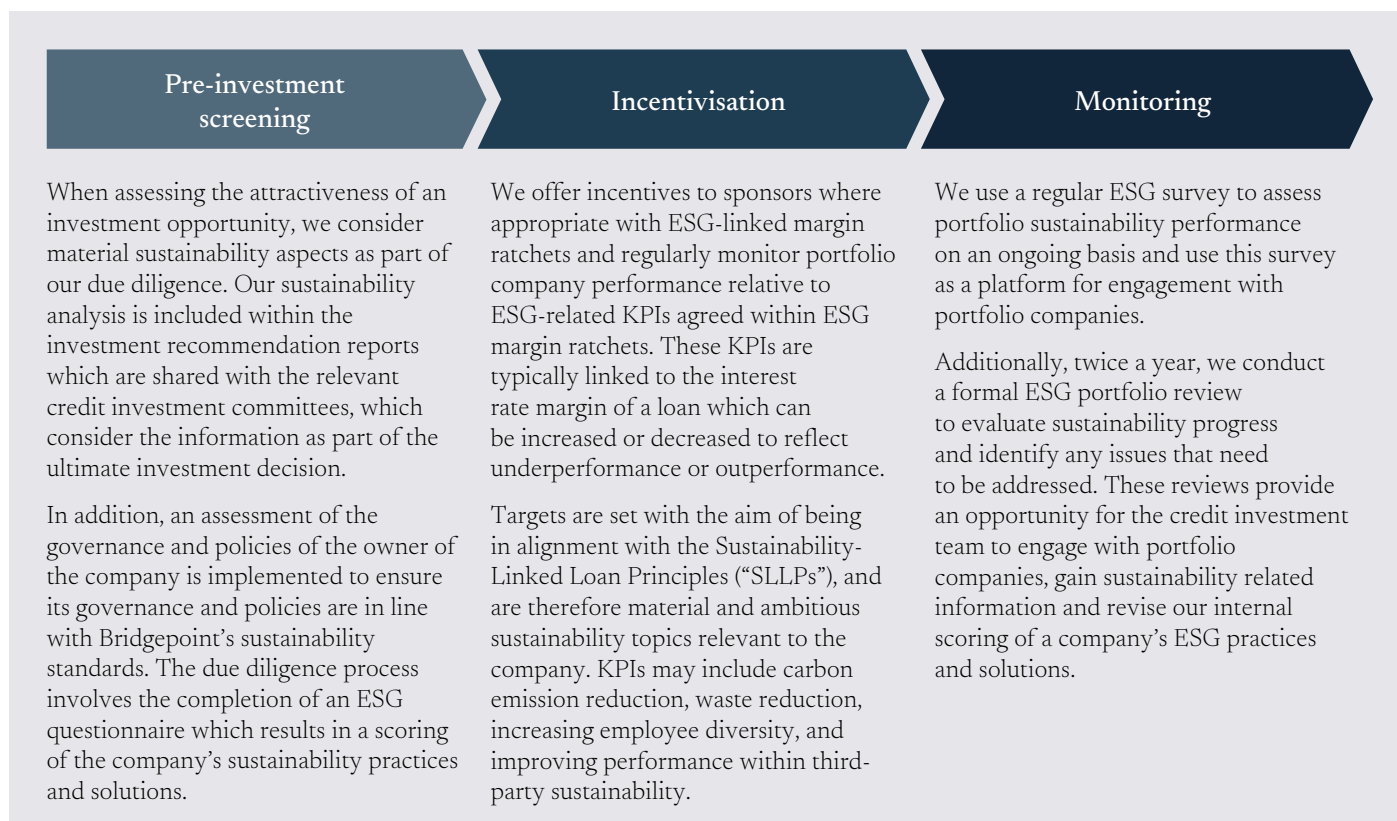 Pre-investment
screening
Incentivisation
Monitoring
When assessing the attractiveness of an
investment opportunity, we consider
material sustainability aspects as part of
our due diligence. Our sustainability
analysis is included within the
investment recommendation reports
which are shared with the relevant
credit investment committees, which
consider the information as part of the
ultimate investment decision.
In addition, an assessment of the
governance and policies of the owner of
the company is implemented to ensure
its governance and policies are in line
with Bridgepoint’s sustainability
standards. The due diligence process
involves the completion of an ESG
questionnaire which results in a scoring
of the company’s sustainability practices
and solutions.
We offer incentives to sponsors where
appropriate with ESG-linked margin
ratchets and regularly monitor portfolio
company performance relative to
ESG-related KPIs agreed within ESG
margin ratchets. These KPIs are
typically linked to the interest
rate margin of a loan which can
be increased or decreased to reflect
underperformance or outperformance.
Targets are set with the aim of being
in alignment with the Sustainability-
Linked Loan Principles (“SLLPs”), and
are therefore material and ambitious
sustainability topics relevant to the
company. KPIs may include carbon
emission reduction, waste reduction,
increasing employee diversity, and
improving performance within third-
party sustainability.
We use a regular ESG survey to assess
portfolio sustainability performance
on an ongoing basis and use this survey
as a platform for engagement with
portfolio companies.
Additionally, twice a year, we conduct
a formal ESG portfolio review
to evaluate sustainability progress
and identify any issues that need
to be addressed. These reviews provide
an opportunity for the credit investment
team to engage with portfolio
companies, gain sustainability related
information and revise our internal
scoring of a company’s ESG practices
and solutions.